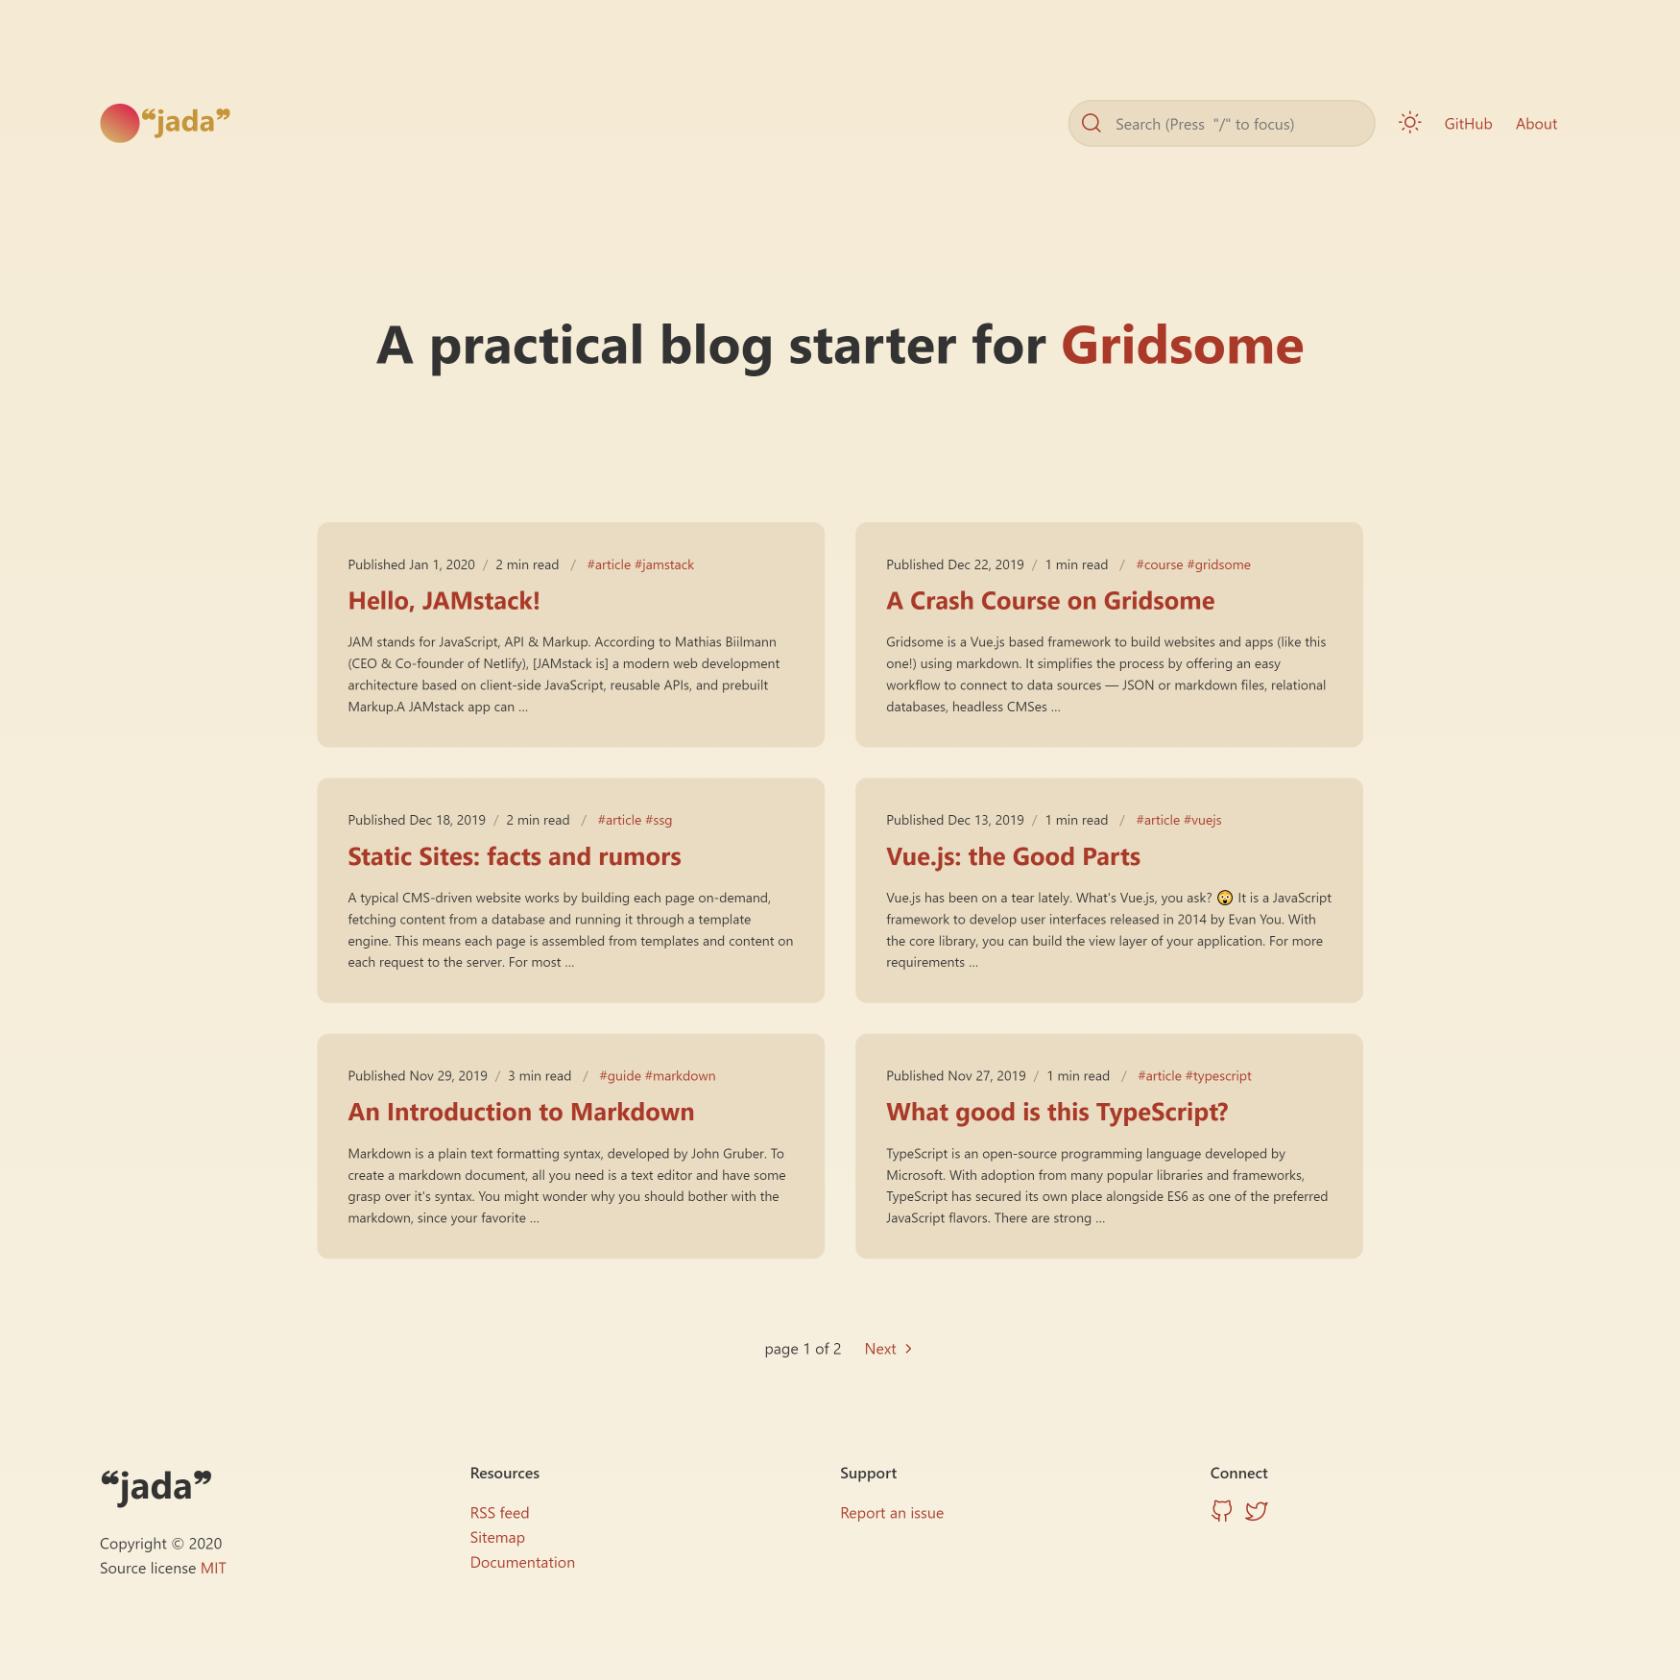 ❝jada❞
Search (Press "/" to focus)
GitHub
About
A practical blog starter for Gridsome
Published Jan 1, 2020 / 2 min read / #article #jamstack
Hello, JAMstack!
JAM stands for JavaScript, API & Markup. According to Mathias Biilmann
(CEO & Co-founder of Netlify), [JAMstack is] a modern web development
architecture based on client-side JavaScript, reusable APIs, and prebuilt
Markup.A JAMstack app can ...
Published Dec 22, 2019 / 1 min read / #course #gridsome
A Crash Course on Gridsome
Gridsome is a Vue.js based framework to build websites and apps (like this
one!) using markdown. It simplifies the process by offering an easy
workflow to connect to data sources — JSON or markdown files, relational
databases, headless CMSes ...
Published Dec 18, 2019 / 2 min read / #article #ssg
Static Sites: facts and rumors
A typical CMS-driven website works by building each page on-demand,
fetching content from a database and running it through a template
engine. This means each page is assembled from templates and content on
each request to the server. For most ...
Published Dec 13, 2019 / 1 min read / #article #vuejs
Vue.js: the Good Parts
Vue.js has been on a tear lately. What's Vue.js, you ask? 😲 It is a JavaScript
framework to develop user interfaces released in 2014 by Evan You. With
the core library, you can build the view layer of your application. For more
requirements ...
Published Nov 29, 2019 / 3 min read / #guide #markdown
An Introduction to Markdown
Markdown is a plain text formatting syntax, developed by John Gruber. To
create a markdown document, all you need is a text editor and have some
grasp over it's syntax. You might wonder why you should bother with the
markdown, since your favorite ...
Published Nov 27, 2019 / 1 min read / #article #typescript
What good is this TypeScript?
TypeScript is an open-source programming language developed by
Microsoft. With adoption from many popular libraries and frameworks,
TypeScript has secured its own place alongside ES6 as one of the preferred
JavaScript flavors. There are strong ...
page 1 of 2 Next
❝jada❞
Copyright © 2020
Source license MIT
Resources
RSS feed
Sitemap
Documentation
Support
Report an issue
Connect